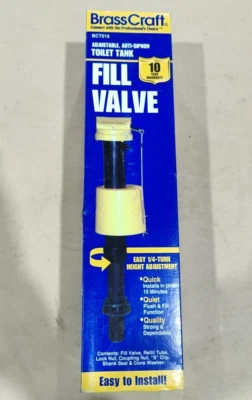 BrassCraft®
Connect with the Professional's Choice™
BCT018
ADJUSTABLE, ANTI-SIPHON
TOILET TANK
FILL
VALVE
10
YEAR WARRANTY
EASY 1/4-TURN
HEIGHT ADJUSTMENT
•Quick
Installs in Under
15 Minutes
•Quiet
Flush & Fill
Function
•Quality
Strong &
Dependable
Contents: Fill Valve, Refill Tube,
Lock Nut, Coupling Nut, "E" Clip,
Shank Seal & Cone Washer
Easy to Install!